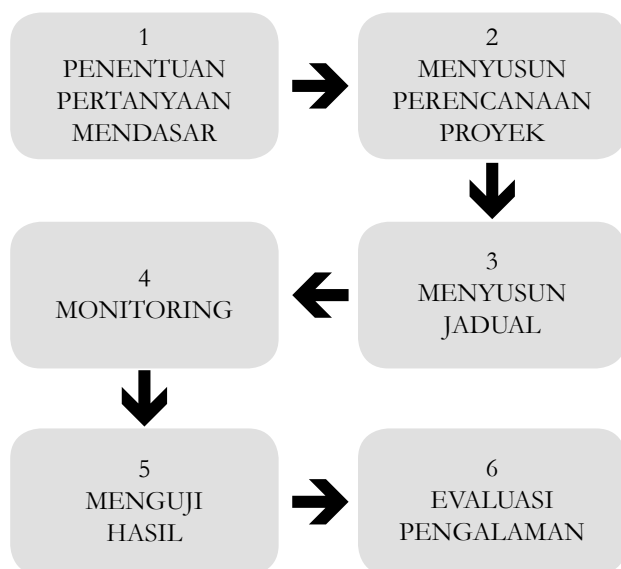 1
PENENTUAN
PERTANYAAN
MENDASAR
2
MENYUSUN
PERENCANAAN
PROYEK
3
MENYUSUN
JADUAL
4
MONITORING
5
MENGUJI
HASIL
6
EVALUASI
PENGALAMAN